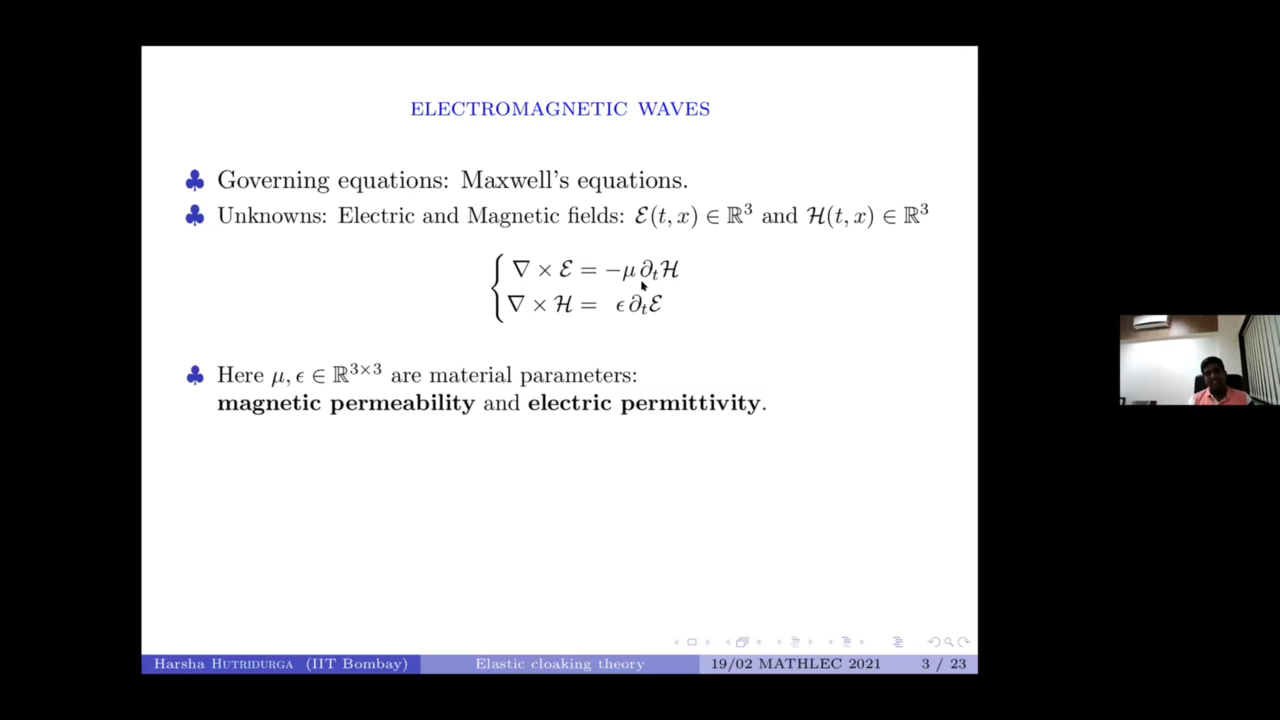 ELECTROMAGNETIC WAVES
♣ Governing equations: Maxwell's equations.
♣ Unknowns: Electric and Magnetic fields: ℰ(t, x) ∈ ℝ³ and ℋ(t, x) ∈ ℝ³
∇ × ℰ = −μ ∂ₜℋ
∇ × ℋ = ϵ ∂ₜℰ
♣ Here μ, ϵ ∈ ℝ³ˣ³ are material parameters:
magnetic permeability and electric permittivity.
Harsha Hutridurga (IIT Bombay) Elastic cloaking theory 19/02 MATHLEC 2021 3 / 23